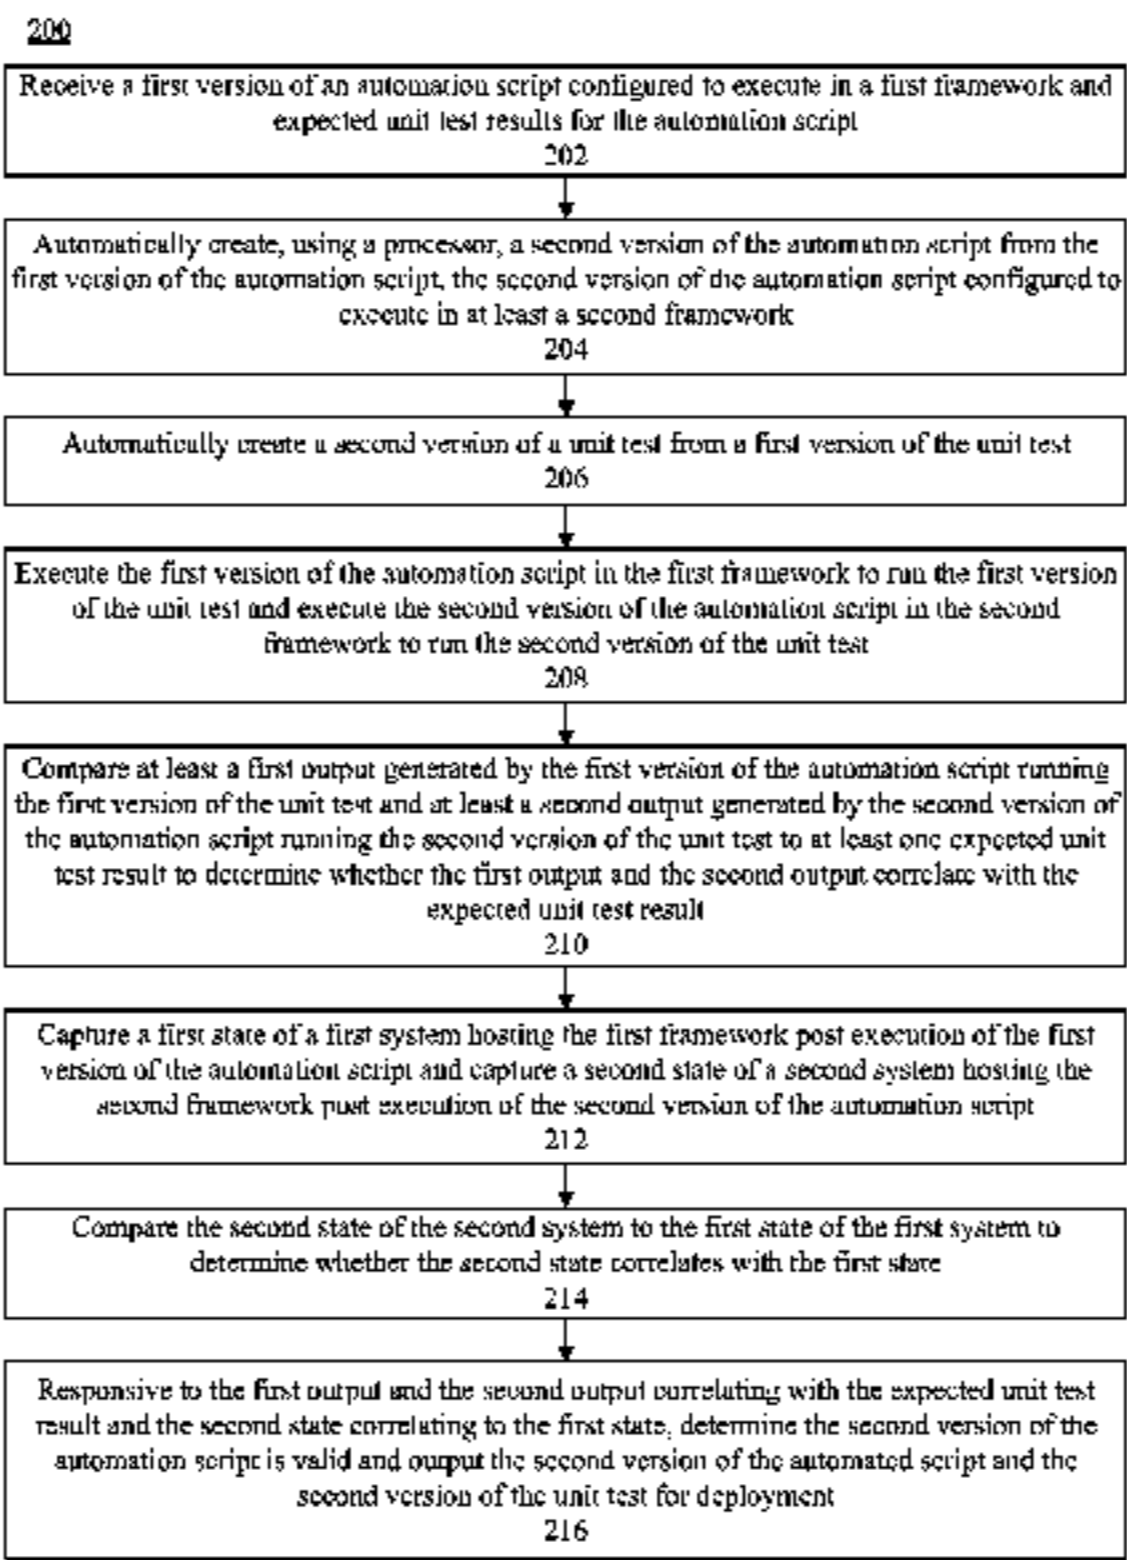 200
Receive a first version of an automation script configured to execute in a first framework and
expected unit test results for the automation script
202
Automatically create, using a processor, a second version of the automation script from the
first version of the automation script, the second version of the automation script configured to
execute in at least a second framework
204
Automatically create a second version of a unit test from a first version of the unit test
206
Execute the first version of the automation script in the first framework to run the first version
of the unit test and execute the second version of the automation script in the second
framework to run the second version of the unit test
208
Compare at least a first output generated by the first version of the automation script running
the first version of the unit test and at least a second output generated by the second version of
the automation script running the second version of the unit test to at least one expected unit
test result to determine whether the first output and the second output correlate with the
expected unit test result
210
Capture a first state of a first system hosting the first framework post execution of the first
version of the automation script and capture a second state of a second system hosting the
second framework post execution of the second version of the automation script
212
Compare the second state of the second system to the first state of the first system to
determine whether the second state correlates with the first state
214
Responsive to the first output and the second output correlating with the expected unit test
result and the second state correlating to the first state, determine the second version of the
automation script is valid and output the second version of the automated script and the
second version of the unit test for deployment
216